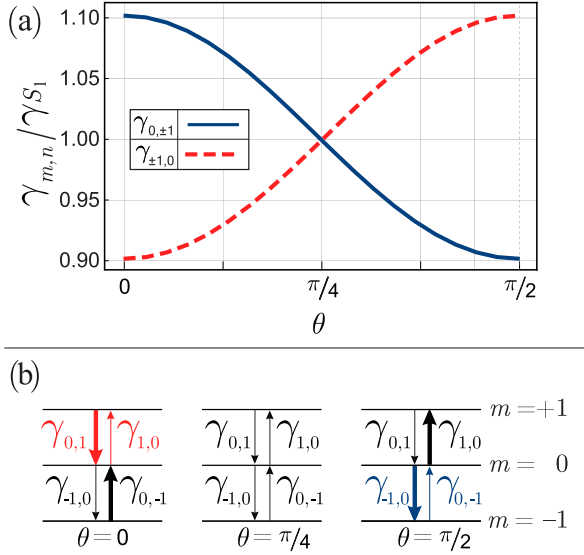 (a)
γm,n/γS1
1.10
1.05
1.00
0.95
0.90
γ0,±1
γ±1,0
0
π/4
π/2
θ
(b)
γ0,1 γ1,0 γ0,1 γ1,0 γ0,1 γ1,0 m=+1
γ-1,0 γ0,-1 γ-1,0 γ0,-1 γ-1,0 γ0,-1 m= 0
θ=0 θ=π/4 θ=π/2 m=−1